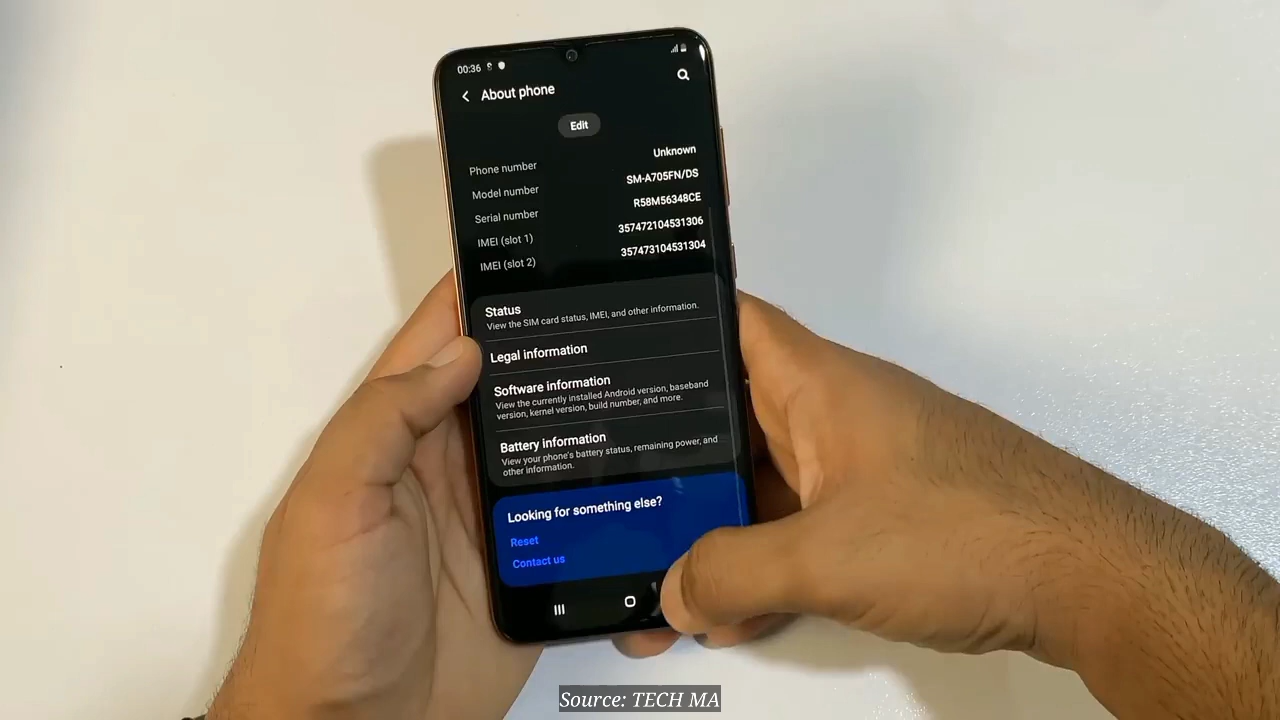 00:36
About phone
Edit
Phone number Unknown
Model number SM-A705FN/DS
Serial number R58M56348CE
IMEI (slot 1) 357472104531306
IMEI (slot 2) 357473104531304
Status
View the SIM card status, IMEI, and other information.
Legal information
Software information
View the currently installed Android version, baseband
version, kernel version, build number, and more.
Battery information
View your phone's battery status, remaining power, and
other information.
Looking for something else?
Reset
Contact us
Source: TECH MA